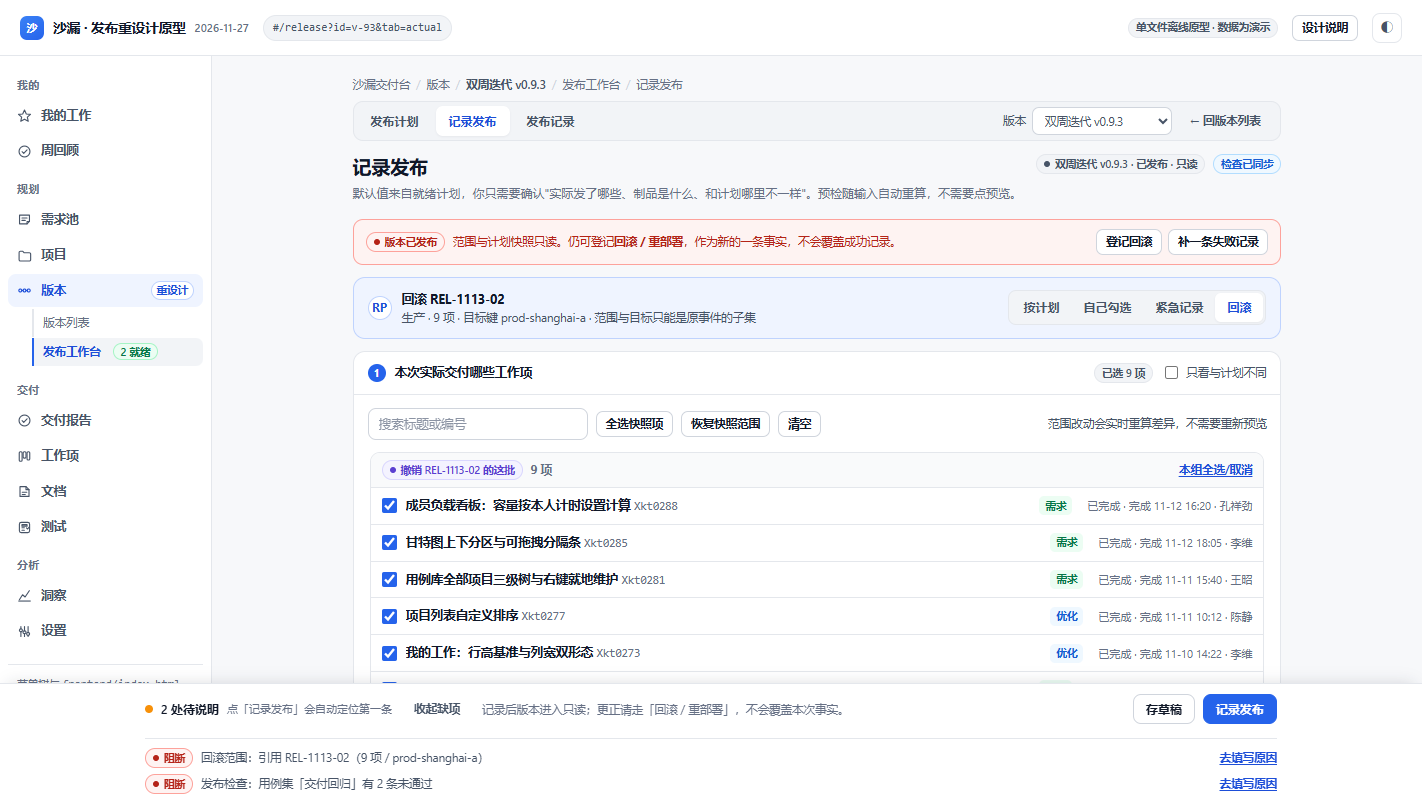 沙 沙漏 · 发布重设计原型 2026-11-27 #/release?id=v-93&tab=actual 单文件离线原型 · 数据为演示 设计说明
我的
我的工作
周回顾
规划
需求池
项目
版本 重设计
版本列表
发布工作台 2 就绪
交付
交付报告
工作项
文档
测试
分析
洞察
设置
沙漏交付台 / 版本 / 双周迭代 v0.9.3 / 发布工作台 / 记录发布
发布计划 记录发布 发布记录 版本 双周迭代 v0.9.3 ← 回版本列表
记录发布 双周迭代 v0.9.3 · 已发布 · 只读 检查已同步
默认值来自就绪计划，你只需要确认"实际发了哪些、制品是什么、和计划哪里不一样"。预检随输入自动重算，不需要点预览。
版本已发布 范围与计划快照只读。仍可登记回滚 / 重部署，作为新的一条事实，不会覆盖成功记录。 登记回滚 补一条失败记录
RP 回滚 REL-1113-02 按计划 自己勾选 紧急记录 回滚
生产 · 9 项 · 目标键 prod-shanghai-a · 范围与目标只能是原事件的子集
1 本次实际交付哪些工作项 已选 9 项 只看与计划不同
搜索标题或编号 全选快照项 恢复快照范围 清空 范围改动会实时重算差异，不需要重新预览
撤销 REL-1113-02 的这批 9 项 本组全选/取消
成员负载看板：容量按本人计时设置计算 Xkt0288 需求 已完成 · 完成 11-12 16:20 · 孔祥劲
甘特图上下分区与可拖拽分隔条 Xkt0285 需求 已完成 · 完成 11-12 18:05 · 李维
用例库全部项目三级树与右键就地维护 Xkt0281 需求 已完成 · 完成 11-11 15:40 · 王昭
项目列表自定义排序 Xkt0277 优化 已完成 · 完成 11-11 10:12 · 陈静
我的工作：行高基准与列宽双形态 Xkt0273 优化 已完成 · 完成 11-10 14:22 · 李维
2 处待说明 点「记录发布」会自动定位第一条 收起缺项 记录后版本进入只读；更正请走「回滚 / 重部署」，不会覆盖本次事实。 存草稿 记录发布
阻断 回滚范围：引用 REL-1113-02（9 项 / prod-shanghai-a） 去填写原因
阻断 发布检查：用例集「交付回归」有 2 条未通过 去填写原因